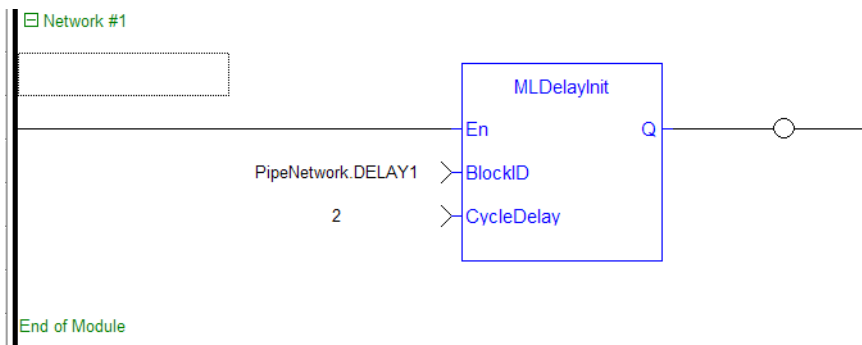 Network #1
MLDelayInit
En Q
PipeNetwork.DELAY1 BlockID
2 CycleDelay
End of Module